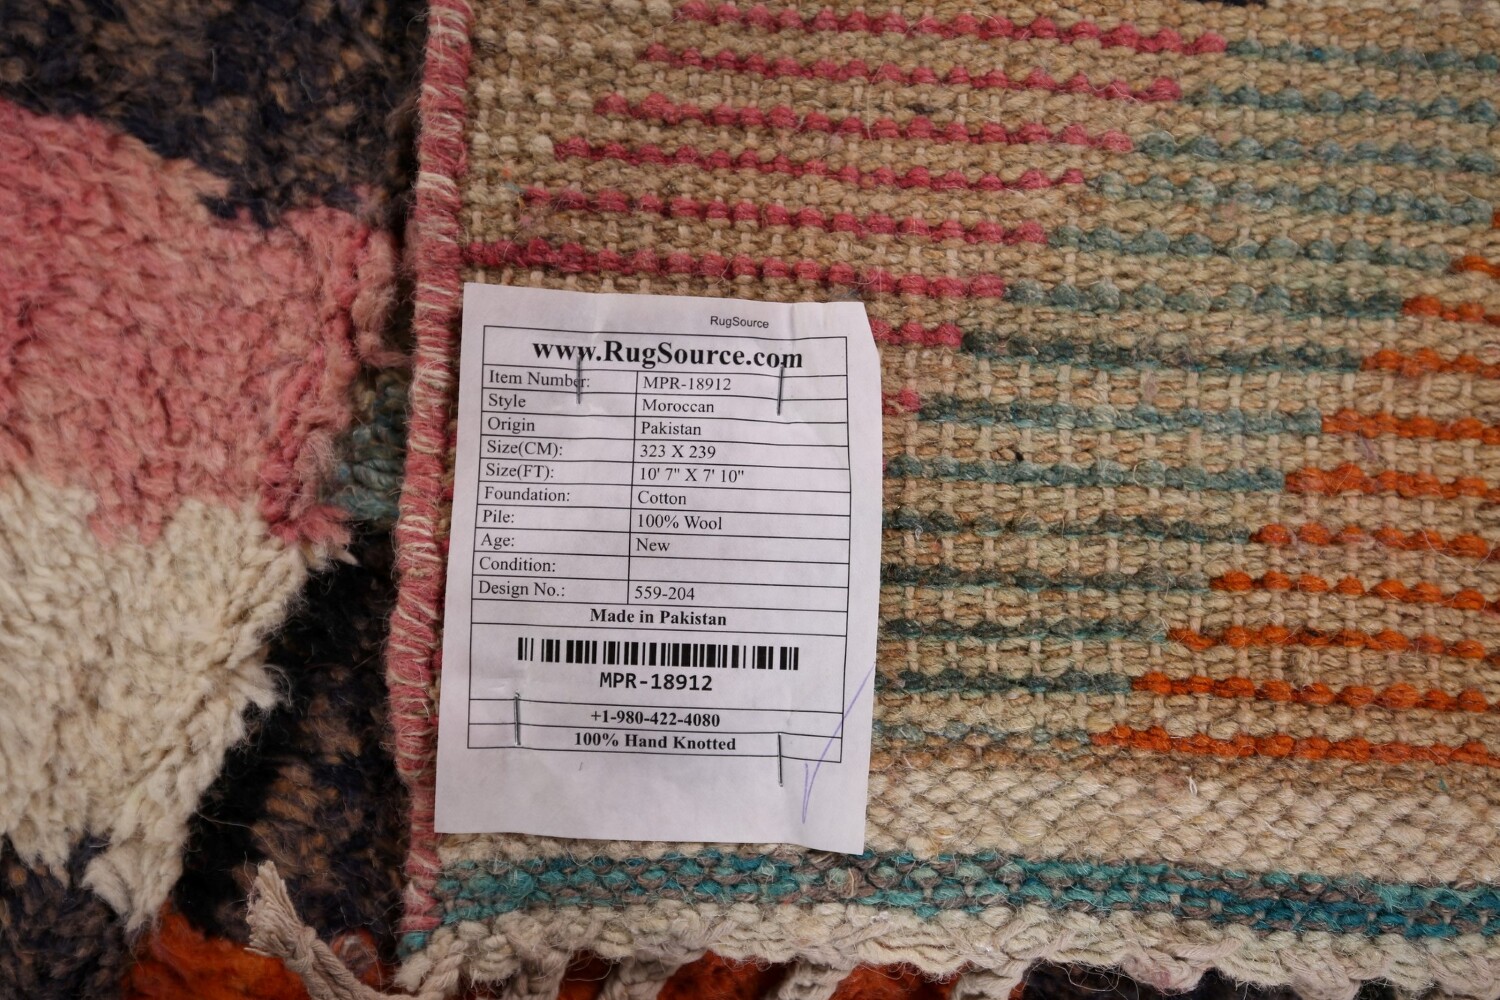 RugSource
www.RugSource.com
Item Number: MPR-18912
Style Moroccan
Origin Pakistan
Size(CM): 323 X 239
Size(FT): 10' 7" X 7' 10"
Foundation: Cotton
Pile: 100% Wool
Age: New
Condition:
Design No.: 559-204
Made in Pakistan
MPR-18912
+1-980-422-4080
100% Hand Knotted